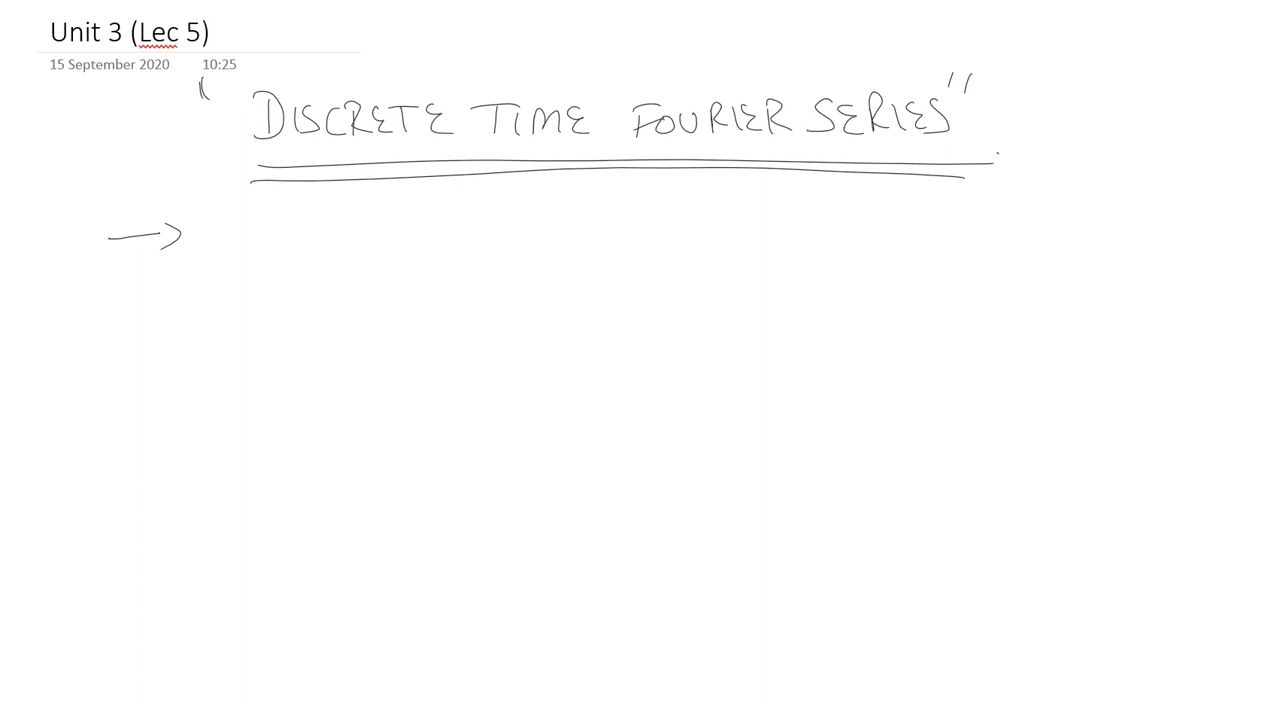 Unit 3 (Lec 5)
15 September 2020 10:25
" DISCRETE TIME FOURIER SERIES"
→